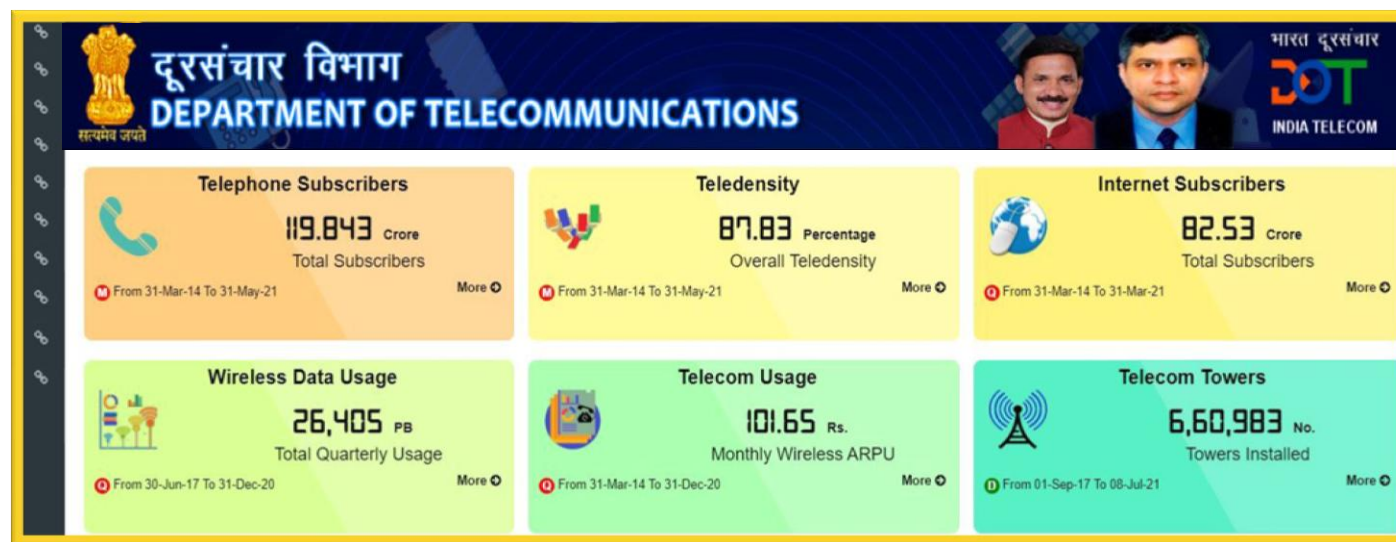 दूरसंचार विभाग
DEPARTMENT OF TELECOMMUNICATIONS
सत्यमेव जयते
भारत दूरसंचार
DOT
INDIA TELECOM
Telephone Subscribers
119.843 Crore
Total Subscribers
M From 31-Mar-14 To 31-May-21
More
Teledensity
87.83 Percentage
Overall Teledensity
M From 31-Mar-14 To 31-May-21
More
Internet Subscribers
82.53 Crore
Total Subscribers
Q From 31-Mar-14 To 31-Mar-21
More
Wireless Data Usage
26,405 PB
Total Quarterly Usage
Q From 30-Jun-17 To 31-Dec-20
More
Telecom Usage
101.65 Rs.
Monthly Wireless ARPU
Q From 31-Mar-14 To 31-Dec-20
More
Telecom Towers
6,60,983 No.
Towers Installed
D From 01-Sep-17 To 08-Jul-21
More